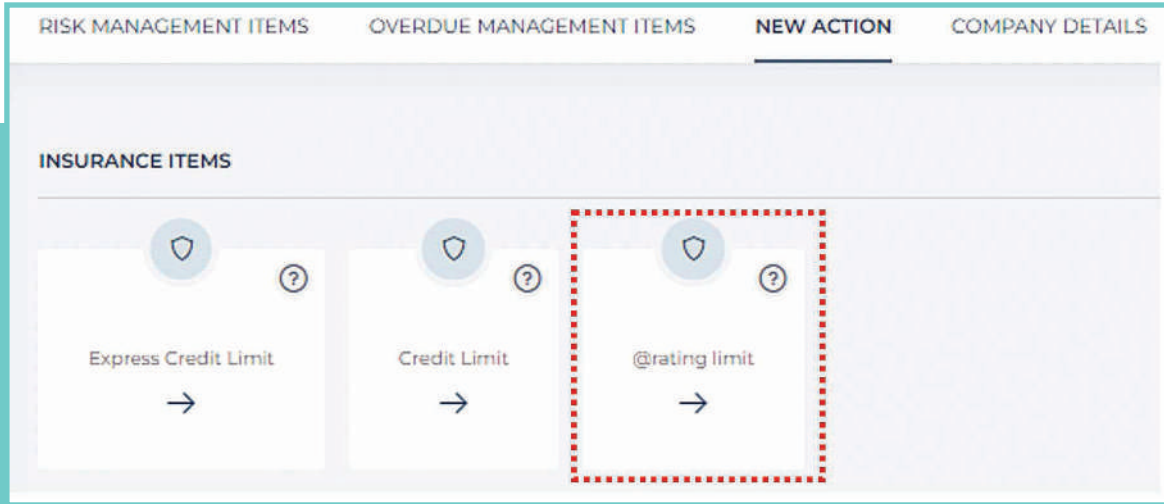 RISK MANAGEMENT ITEMS OVERDUE MANAGEMENT ITEMS NEW ACTION COMPANY DETAILS
INSURANCE ITEMS
? ? ?
Express Credit Limit Credit Limit @rating limit